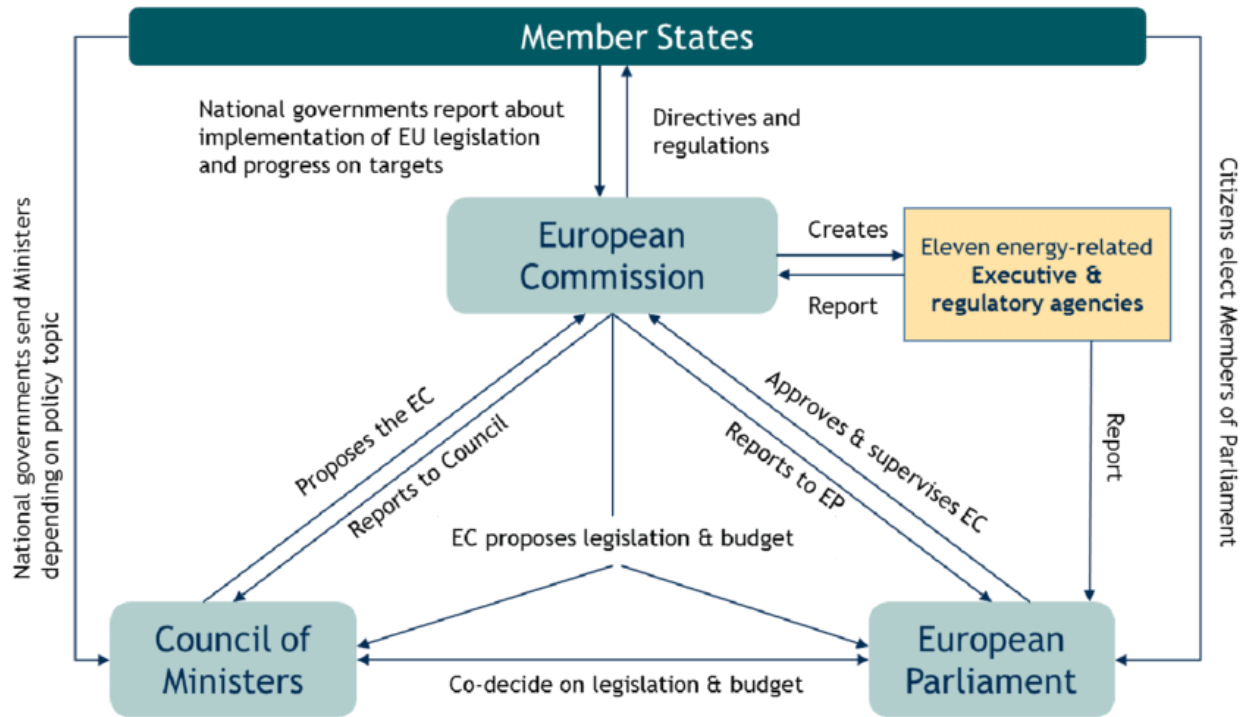 Member States
National governments report about
implementation of EU legislation
and progress on targets
Directives and
regulations
National governments send Ministers
depending on policy topic
Citizens elect Members of Parliament
European
Commission
Creates
Report
Eleven energy-related
Executive &
regulatory agencies
Proposes the EC
Reports to Council
Reports to EP
Approves & supervises EC
Report
EC proposes legislation & budget
Council of
Ministers
European
Parliament
Co-decide on legislation & budget